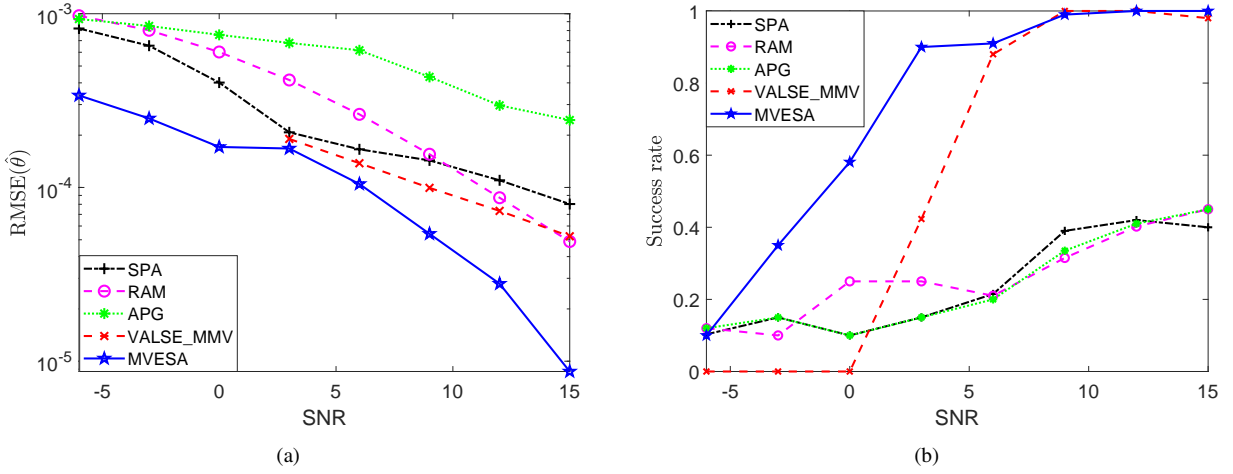 10^{-3}
10^{-4}
10^{-5}
RMSE(\hat{\theta})
SPA
RAM
APG
VALSE_MMV
MVESA
-5 0 5 10 15
SNR
(a)
1
0.8
0.6
0.4
0.2
0
Success rate
SPA
RAM
APG
VALSE_MMV
MVESA
-5 0 5 10 15
SNR
(b)